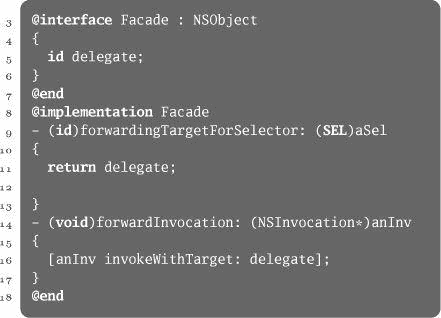 3 @interface Facade : NSObject
4 {
5   id delegate;
6 }
7 @end
8 @implementation Facade
9 - (id)forwardingTargetForSelector: (SEL)aSel
10 {
11   return delegate;
12
13 }
14 - (void)forwardInvocation: (NSInvocation*)anInv
15 {
16   [anInv invokeWithTarget: delegate];
17 }
18 @end